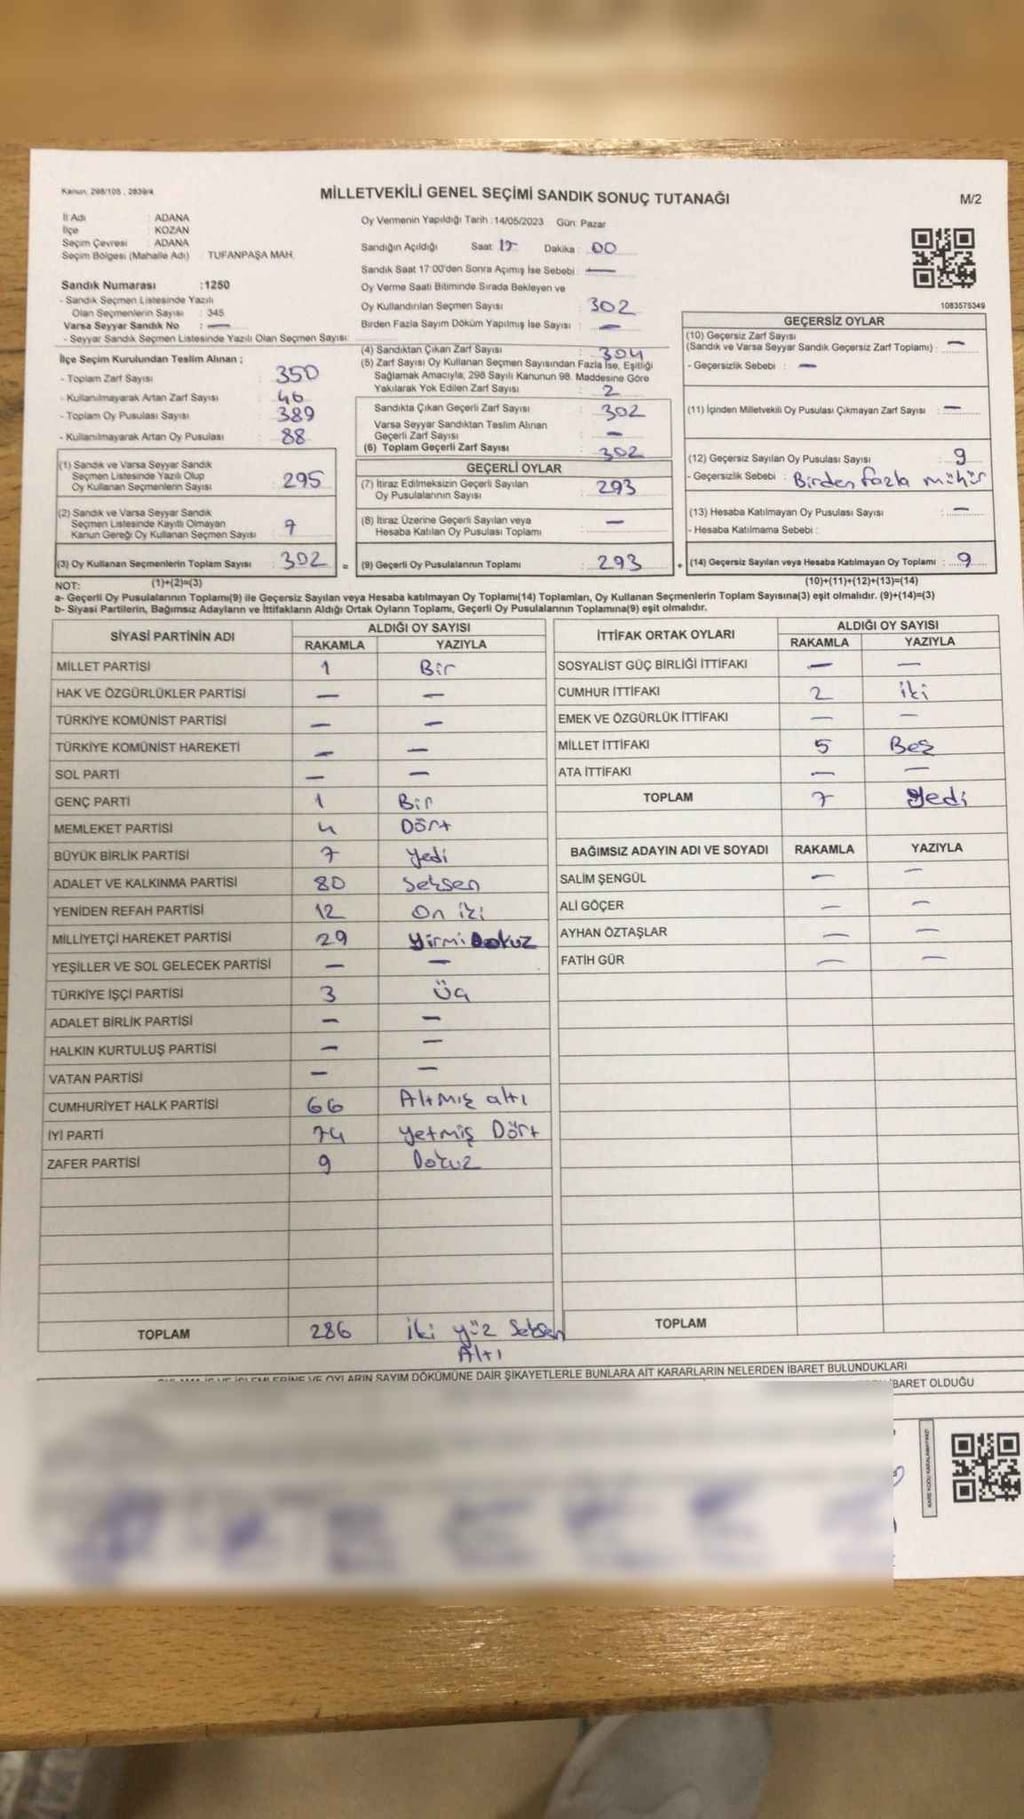 Kanun: 298/105 , 2839/4
MİLLETVEKİLİ GENEL SEÇİMİ SANDIK SONUÇ TUTANAĞI
M/2
İl Adı : ADANA
İlçe : KOZAN
Seçim Çevresi : ADANA
Seçim Bölgesi (Mahalle Adı) : TUFANPAŞA MAH.
Sandık Numarası :1250
- Sandık Seçmen Listesinde Yazılı
Olan Seçmenlerin Sayısı : 345
Varsa Seyyar Sandık No : —
- Seyyar Sandık Seçmen Listesinde Yazılı Olan Seçmen Sayısı:
İlçe Seçim Kurulundan Teslim Alınan ;
- Toplam Zarf Sayısı : 350
- Kullanılmayarak Artan Zarf Sayısı : 46
- Toplam Oy Pusulası Sayısı : 389
- Kullanılmayarak Artan Oy Pusulası : 88
(1) Sandık ve Varsa Seyyar Sandık
Seçmen Listesinde Yazılı Olup
Oy Kullanan Seçmenlerin Sayısı : 295
(2) Sandık ve Varsa Seyyar Sandık
Seçmen Listesinde Kayıtlı Olmayan
Kanun Gereği Oy Kullanan Seçmen Sayısı : 7
(3) Oy Kullanan Seçmenlerin Toplam Sayısı : 302
Oy Vermenin Yapıldığı Tarih :14/05/2023 Gün: Pazar
Sandığın Açıldığı Saat: 17 Dakika : 00
Sandık Saat 17:00'den Sonra Açımış İse Sebebi : —
Oy Verme Saati Bitiminde Sırada Bekleyen ve
Oy Kullandırılan Seçmen Sayısı : 302
Birden Fazla Sayım Döküm Yapılmış İse Sayısı : —
(4) Sandıktan Çıkan Zarf Sayısı : 304
(5) Zarf Sayısı Oy Kullanan Seçmen Sayısından Fazla İse, Eşitliği
Sağlamak Amacıyla, 298 Sayılı Kanunun 98. Maddesine Göre
Yakılarak Yok Edilen Zarf Sayısı : 2
Sandıkta Çıkan Geçerli Zarf Sayısı : 302
Varsa Seyyar Sandıktan Teslim Alınan
Geçerli Zarf Sayısı : —
(6) Toplam Geçerli Zarf Sayısı : 302
GEÇERLİ OYLAR
(7) İtiraz Edilmeksizin Geçerli Sayılan
Oy Pusulalarının Sayısı : 293
(8) İtiraz Üzerine Geçerli Sayılan veya
Hesaba Katılan Oy Pusulası Toplamı : —
= (9) Geçerli Oy Pusulalarının Toplamı : 293
1083575349
GEÇERSİZ OYLAR
(10) Geçersiz Zarf Sayısı
(Sandık ve Varsa Seyyar Sandık Geçersiz Zarf Toplamı) : —
- Geçersizlik Sebebi : —
(11) İçinden Milletvekili Oy Pusulası Çıkmayan Zarf Sayısı : —
(12) Geçersiz Sayılan Oy Pusulası Sayısı : 9
- Geçersizlik Sebebi : Birden fazla mühür
(13) Hesaba Katılmayan Oy Pusulası Sayısı : —
- Hesaba Katılmama Sebebi :
+ (14) Geçersiz Sayılan veya Hesaba Katılmayan Oy Toplamı : 9
NOT: (1)+(2)=(3) (10)+(11)+(12)+(13)=(14)
a- Geçerli Oy Pusulalarının Toplamı(9) ile Geçersiz Sayılan veya Hesaba katılmayan Oy Toplamı(14) Toplamları, Oy Kullanan Seçmenlerin Toplam Sayısına(3) eşit olmalıdır. (9)+(14)=(3)
b- Siyasi Partilerin, Bağımsız Adayların ve İttifakların Aldığı Ortak Oyların Toplamı, Geçerli Oy Pusulalarının Toplamına(9) eşit olmalıdır.
SİYASİ PARTİNİN ADI ALDIĞI OY SAYISI
RAKAMLA YAZIYLA
MİLLET PARTİSİ 1 Bir
HAK VE ÖZGÜRLÜKLER PARTİSİ — —
TÜRKİYE KOMÜNİST PARTİSİ — —
TÜRKİYE KOMÜNİST HAREKETİ — —
SOL PARTİ — —
GENÇ PARTİ 1 Bir
MEMLEKET PARTİSİ 4 Dört
BÜYÜK BİRLİK PARTİSİ 7 Yedi
ADALET VE KALKINMA PARTİSİ 80 Seksen
YENİDEN REFAH PARTİSİ 12 On iki
MİLLİYETÇİ HAREKET PARTİSİ 29 Yirmi Dokuz
YEŞİLLER VE SOL GELECEK PARTİSİ — —
TÜRKİYE İŞÇİ PARTİSİ 3 Üç
ADALET BİRLİK PARTİSİ — —
HALKIN KURTULUŞ PARTİSİ — —
VATAN PARTİSİ — —
CUMHURİYET HALK PARTİSİ 66 Altmış altı
İYİ PARTİ 74 Yetmiş Dört
ZAFER PARTİSİ 9 Dokuz
TOPLAM 286 İki yüz Seksen
Altı
İTTİFAK ORTAK OYLARI ALDIĞI OY SAYISI
RAKAMLA YAZIYLA
SOSYALİST GÜÇ BİRLİĞİ İTTİFAKI — —
CUMHUR İTTİFAKI 2 iki
EMEK VE ÖZGÜRLÜK İTTİFAKI — —
MİLLET İTTİFAKI 5 Beş
ATA İTTİFAKI — —
TOPLAM 7 Yedi
BAĞIMSIZ ADAYIN ADI VE SOYADI RAKAMLA YAZIYLA
SALİM ŞENGÜL — —
ALİ GÖÇER — —
AYHAN ÖZTAŞLAR — —
FATİH GÜR — —
TOPLAM
OYLARIN SAYIM DÖKÜMÜNE DAİR ŞİKAYETLERLE BUNLARA AİT KARARLARIN NELERDEN İBARET BULUNDUKLARI
İBARET OLDUĞU